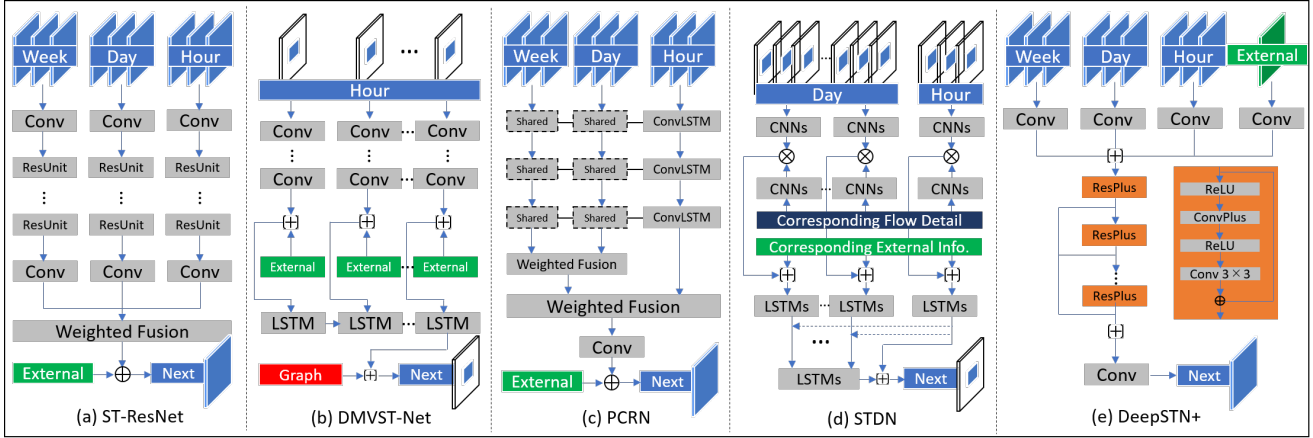 Week Day Hour
Conv Conv Conv
ResUnit ResUnit ResUnit
ResUnit ResUnit ResUnit
Conv Conv Conv
Weighted Fusion
External Next
(a) ST-ResNet
Hour
Conv Conv Conv
Conv Conv Conv
External External External
LSTM LSTM LSTM
Graph Next
(b) DMVST-Net
Week Day Hour
Shared Shared ConvLSTM
Shared Shared ConvLSTM
Shared Shared ConvLSTM
Weighted Fusion
Weighted Fusion
Conv
External Next
(c) PCRN
Day Hour
CNNs CNNs CNNs
CNNs CNNs CNNs
Corresponding Flow Detail
Corresponding External Info.
LSTMs LSTMs LSTMs
LSTMs Next
(d) STDN
Week Day Hour External
Conv Conv Conv Conv
ResPlus
ResPlus
ResPlus
ReLU
ConvPlus
ReLU
Conv 3 × 3
Conv Next
(e) DeepSTN+